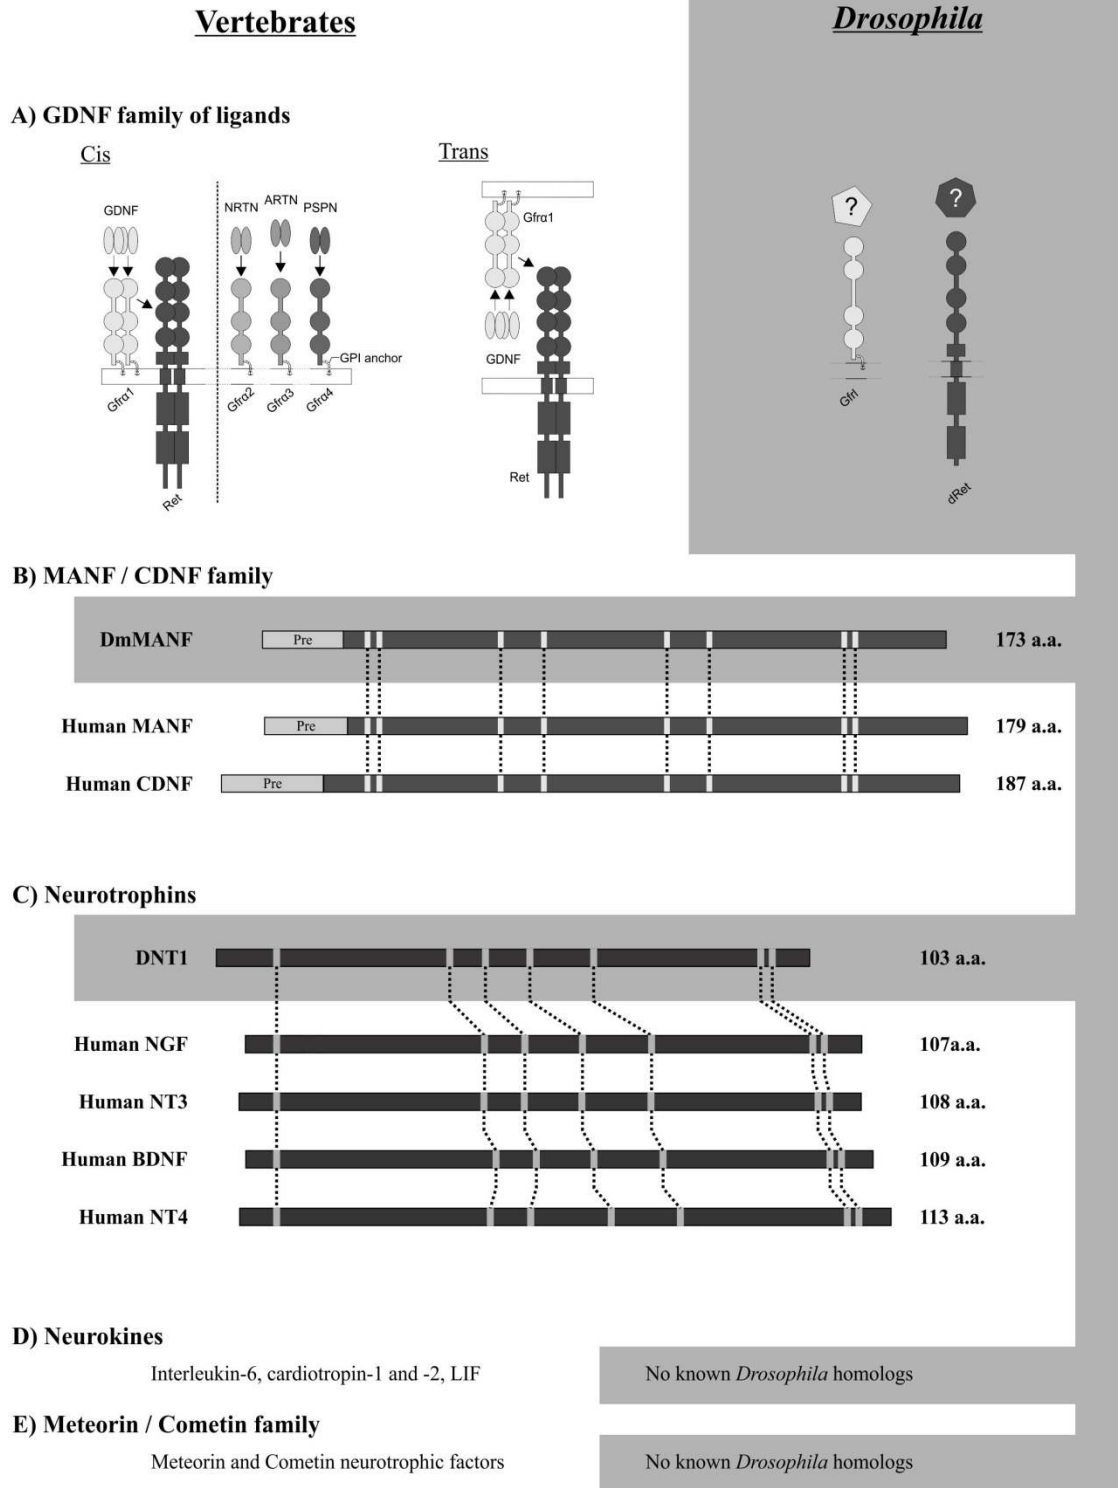 Vertebrates
Drosophila
A) GDNF family of ligands
Cis
Trans
GDNF
NRTN
ARTN
PSPN
GPI anchor
Gfrα1
Ret
Gfrα2
Gfrα3
Gfrα4
Gfrα1
GDNF
Ret
?
?
Gfrl
dRet
B) MANF / CDNF family
DmMANF Pre 173 a.a.
Human MANF Pre 179 a.a.
Human CDNF Pre 187 a.a.
C) Neurotrophins
DNT1 103 a.a.
Human NGF 107a.a.
Human NT3 108 a.a.
Human BDNF 109 a.a.
Human NT4 113 a.a.
D) Neurokines
Interleukin-6, cardiotropin-1 and -2, LIF
No known Drosophila homologs
E) Meteorin / Cometin family
Meteorin and Cometin neurotrophic factors
No known Drosophila homologs